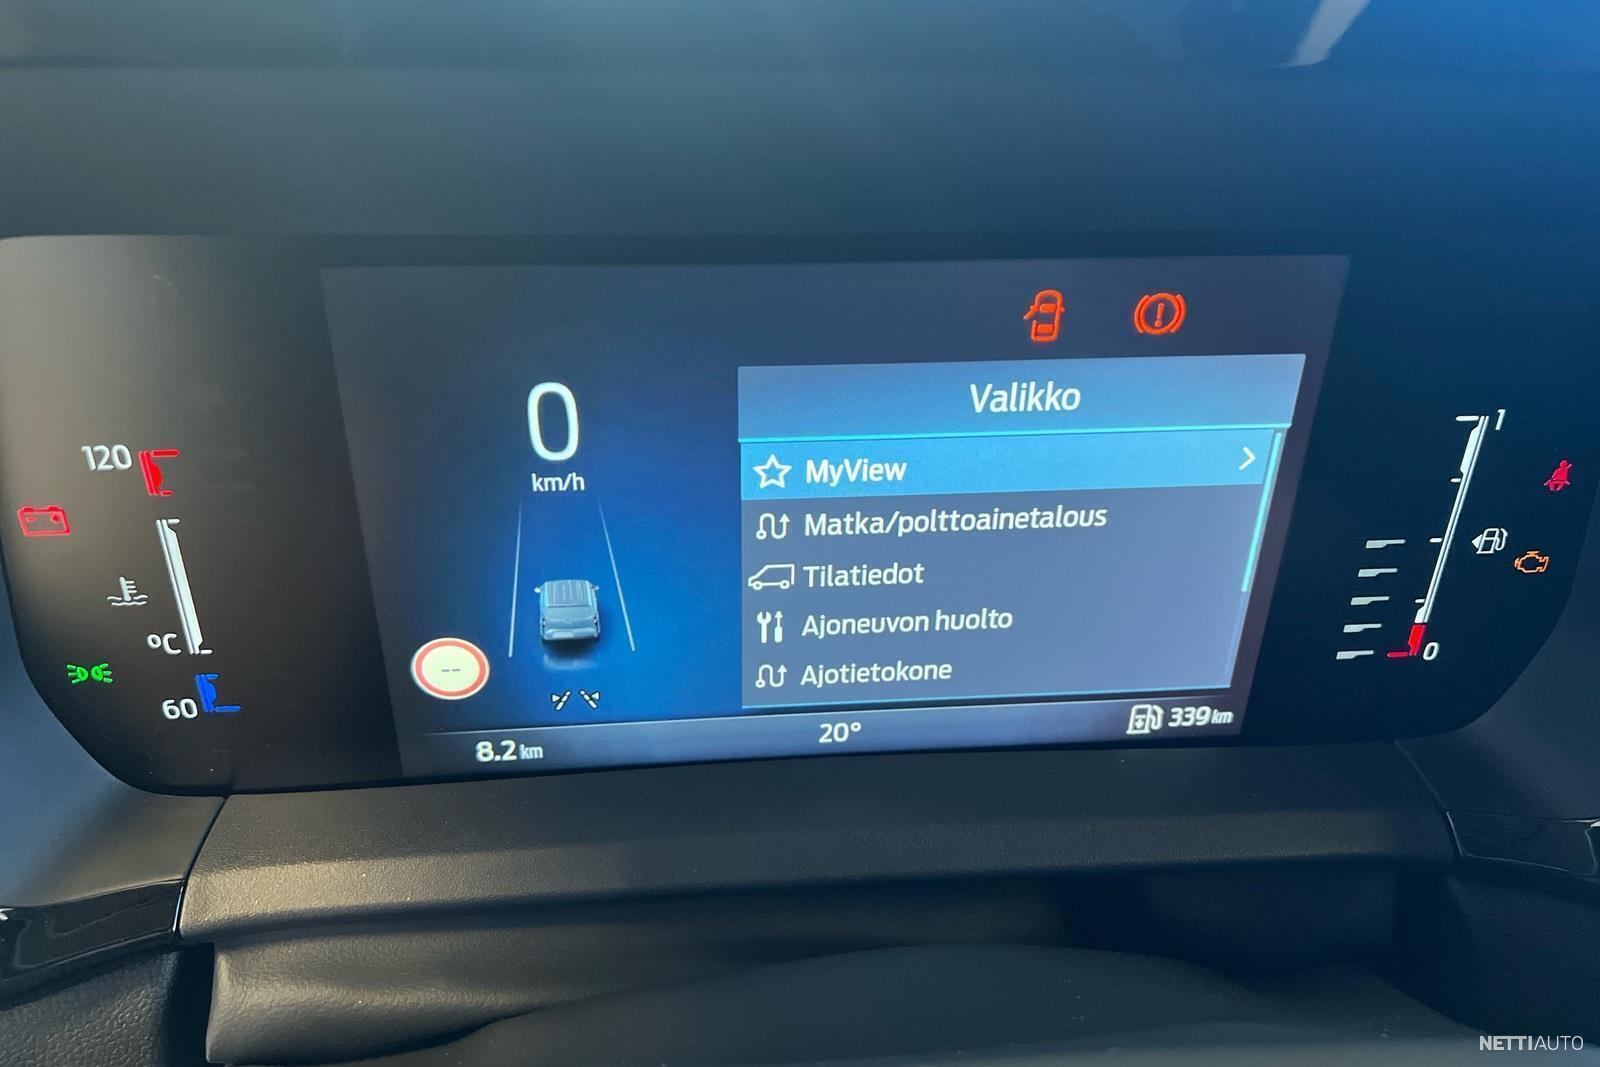 0
km/h
Valikko
MyView
Matka/polttoainetalous
Tilatiedot
Ajoneuvon huolto
Ajotietokone
120
°C
60
1
0
--
8.2 km
20°
339 km
NETTIAUTO